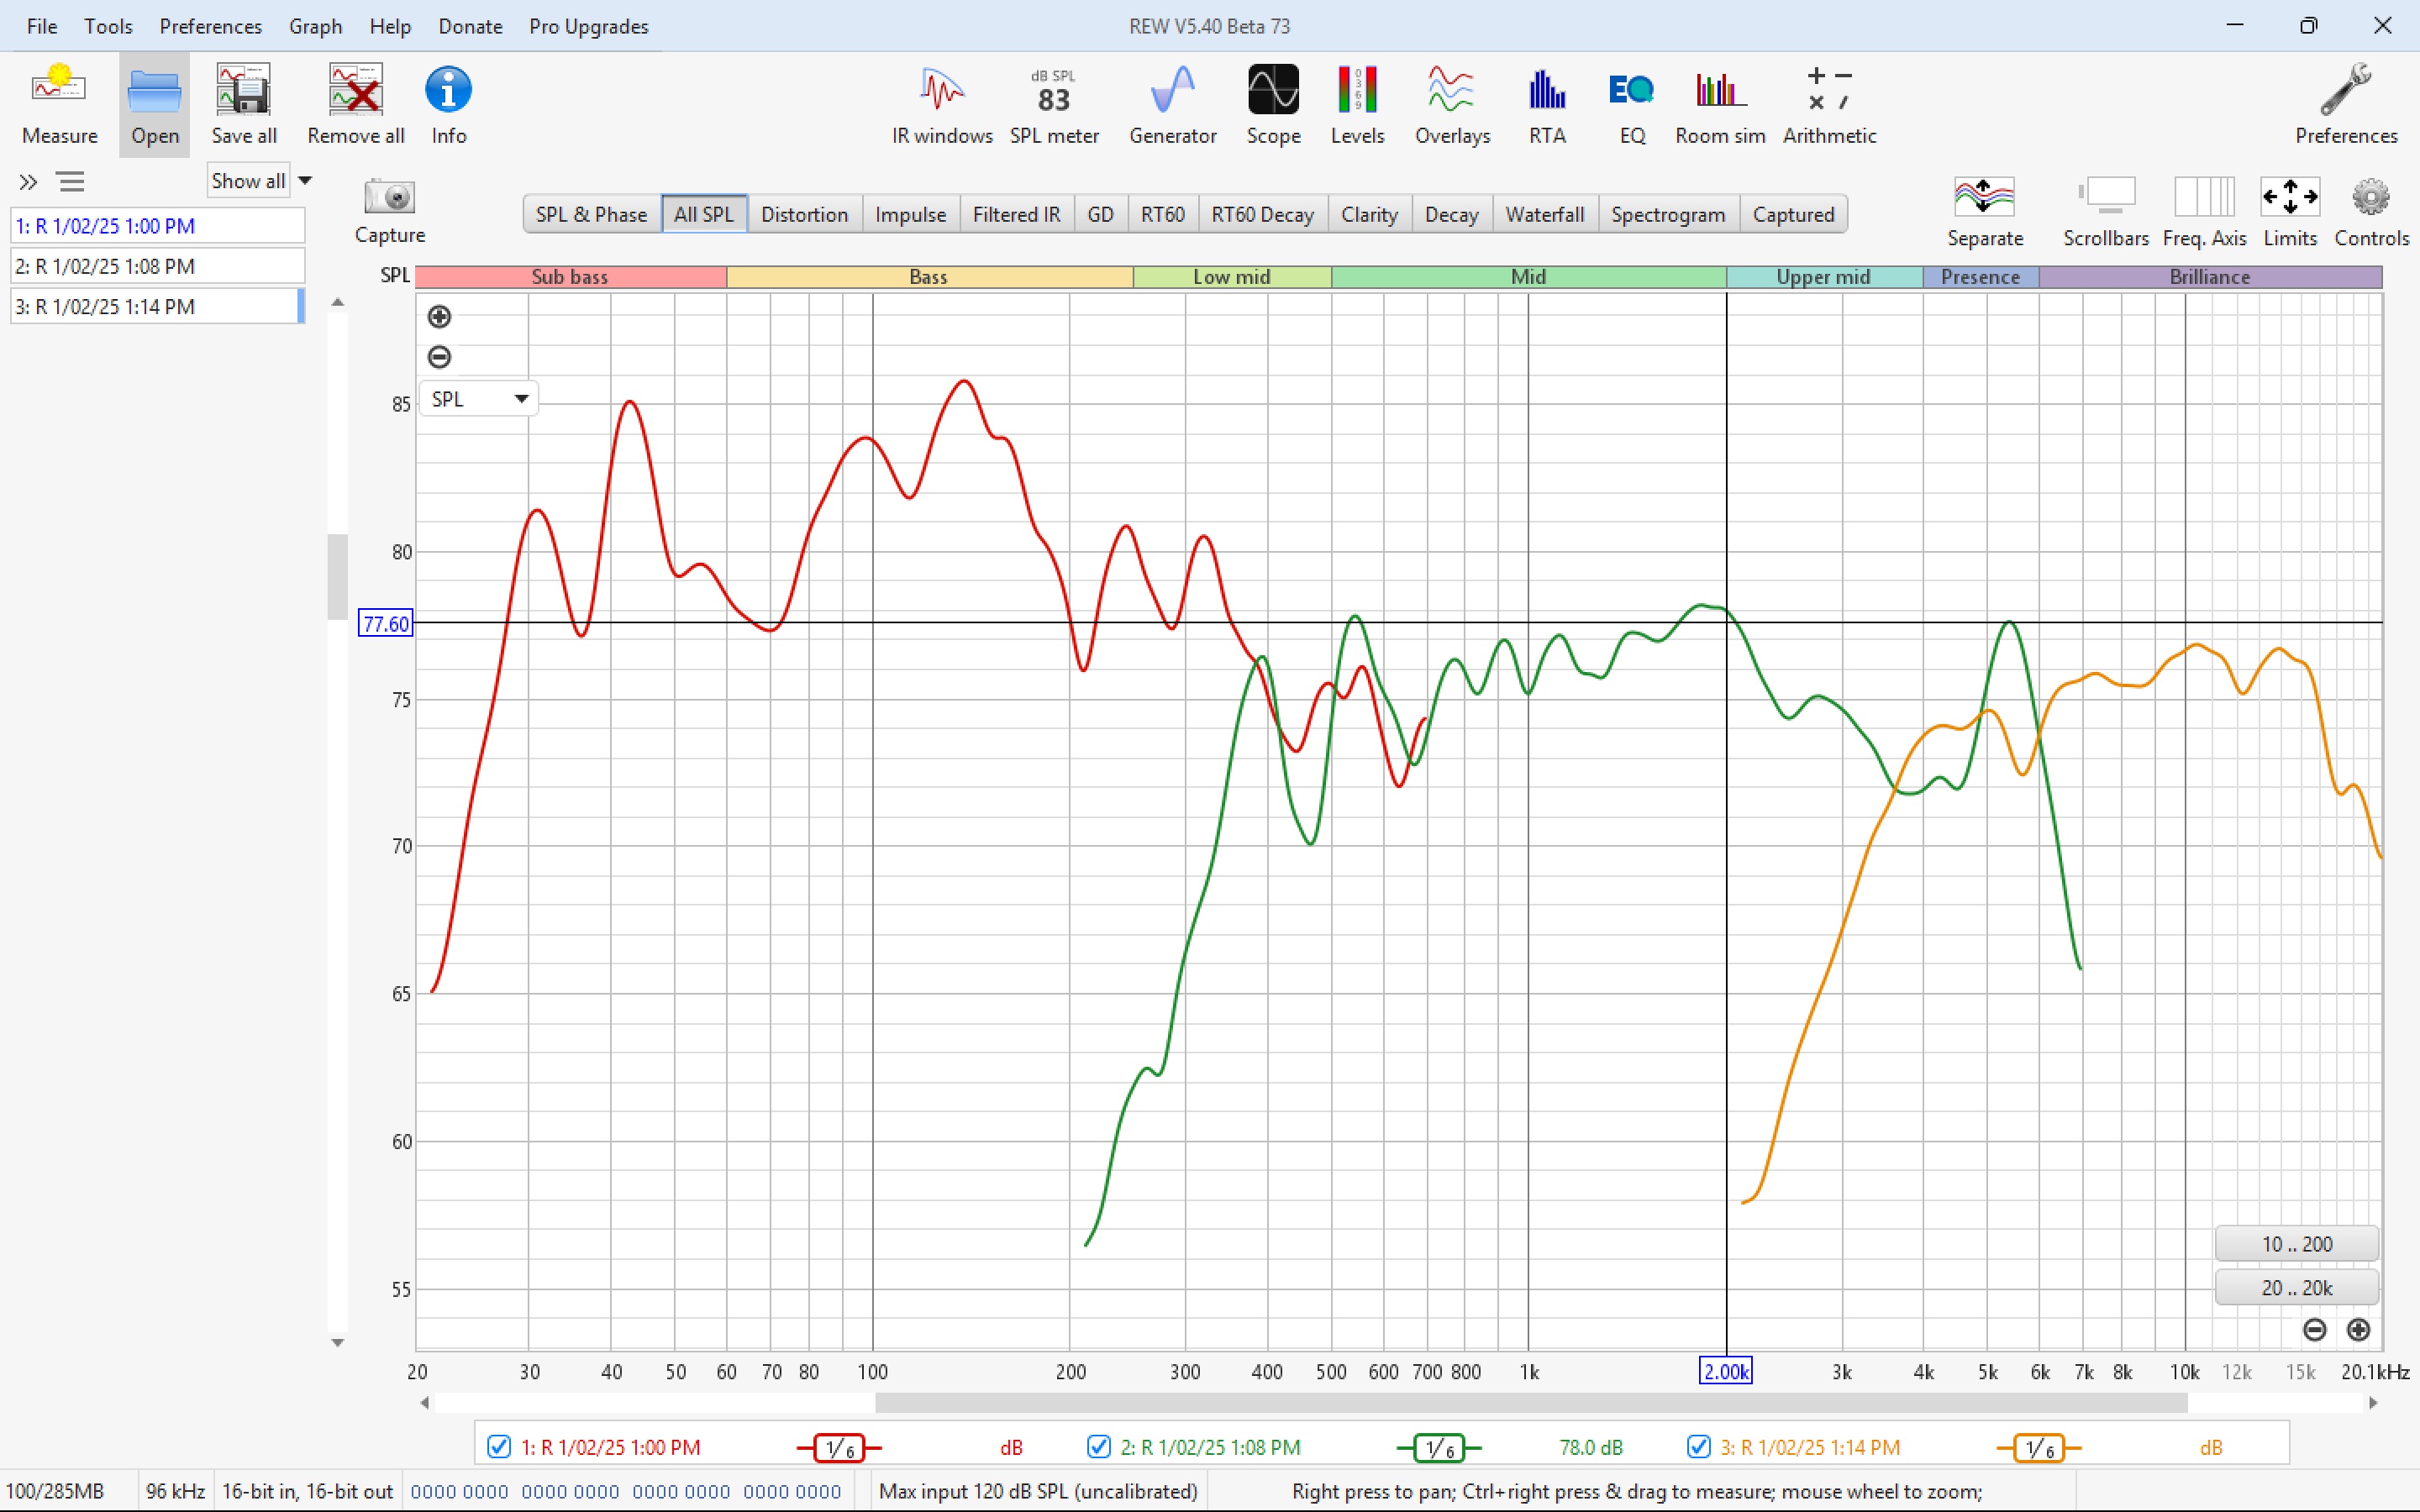 File Tools Preferences Graph Help Donate Pro Upgrades REW V5.40 Beta 73
dB SPL
83
0 3 6 9
EQ
Measure Open Save all Remove all Info IR windows SPL meter Generator Scope Levels Overlays RTA EQ Room sim Arithmetic Preferences
Show all
1: R 1/02/25 1:00 PM
2: R 1/02/25 1:08 PM
3: R 1/02/25 1:14 PM
Capture
SPL & Phase All SPL Distortion Impulse Filtered IR GD RT60 RT60 Decay Clarity Decay Waterfall Spectrogram Captured
Separate Scrollbars Freq. Axis Limits Controls
SPL Sub bass Bass Low mid Mid Upper mid Presence Brilliance
SPL
85
80
77.60
75
70
65
60
55
10 .. 200
20 .. 20k
20 30 40 50 60 70 80 100 200 300 400 500 600 700 800 1k 2.00k 3k 4k 5k 6k 7k 8k 10k 12k 15k 20.1kHz
1: R 1/02/25 1:00 PM 1/6 dB 2: R 1/02/25 1:08 PM 1/6 78.0 dB 3: R 1/02/25 1:14 PM 1/6 dB
100/285MB 96 kHz 16-bit in, 16-bit out 0000 0000 0000 0000 0000 0000 0000 0000 Max input 120 dB SPL (uncalibrated) Right press to pan; Ctrl+right press & drag to measure; mouse wheel to zoom;